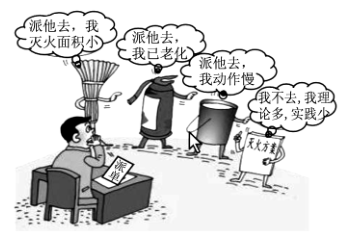 派他去，我
灭火面积小
派他去，
我已老化
派他去，
我动作慢
我不去,我理
论多,实践少
灭火方案
派
单